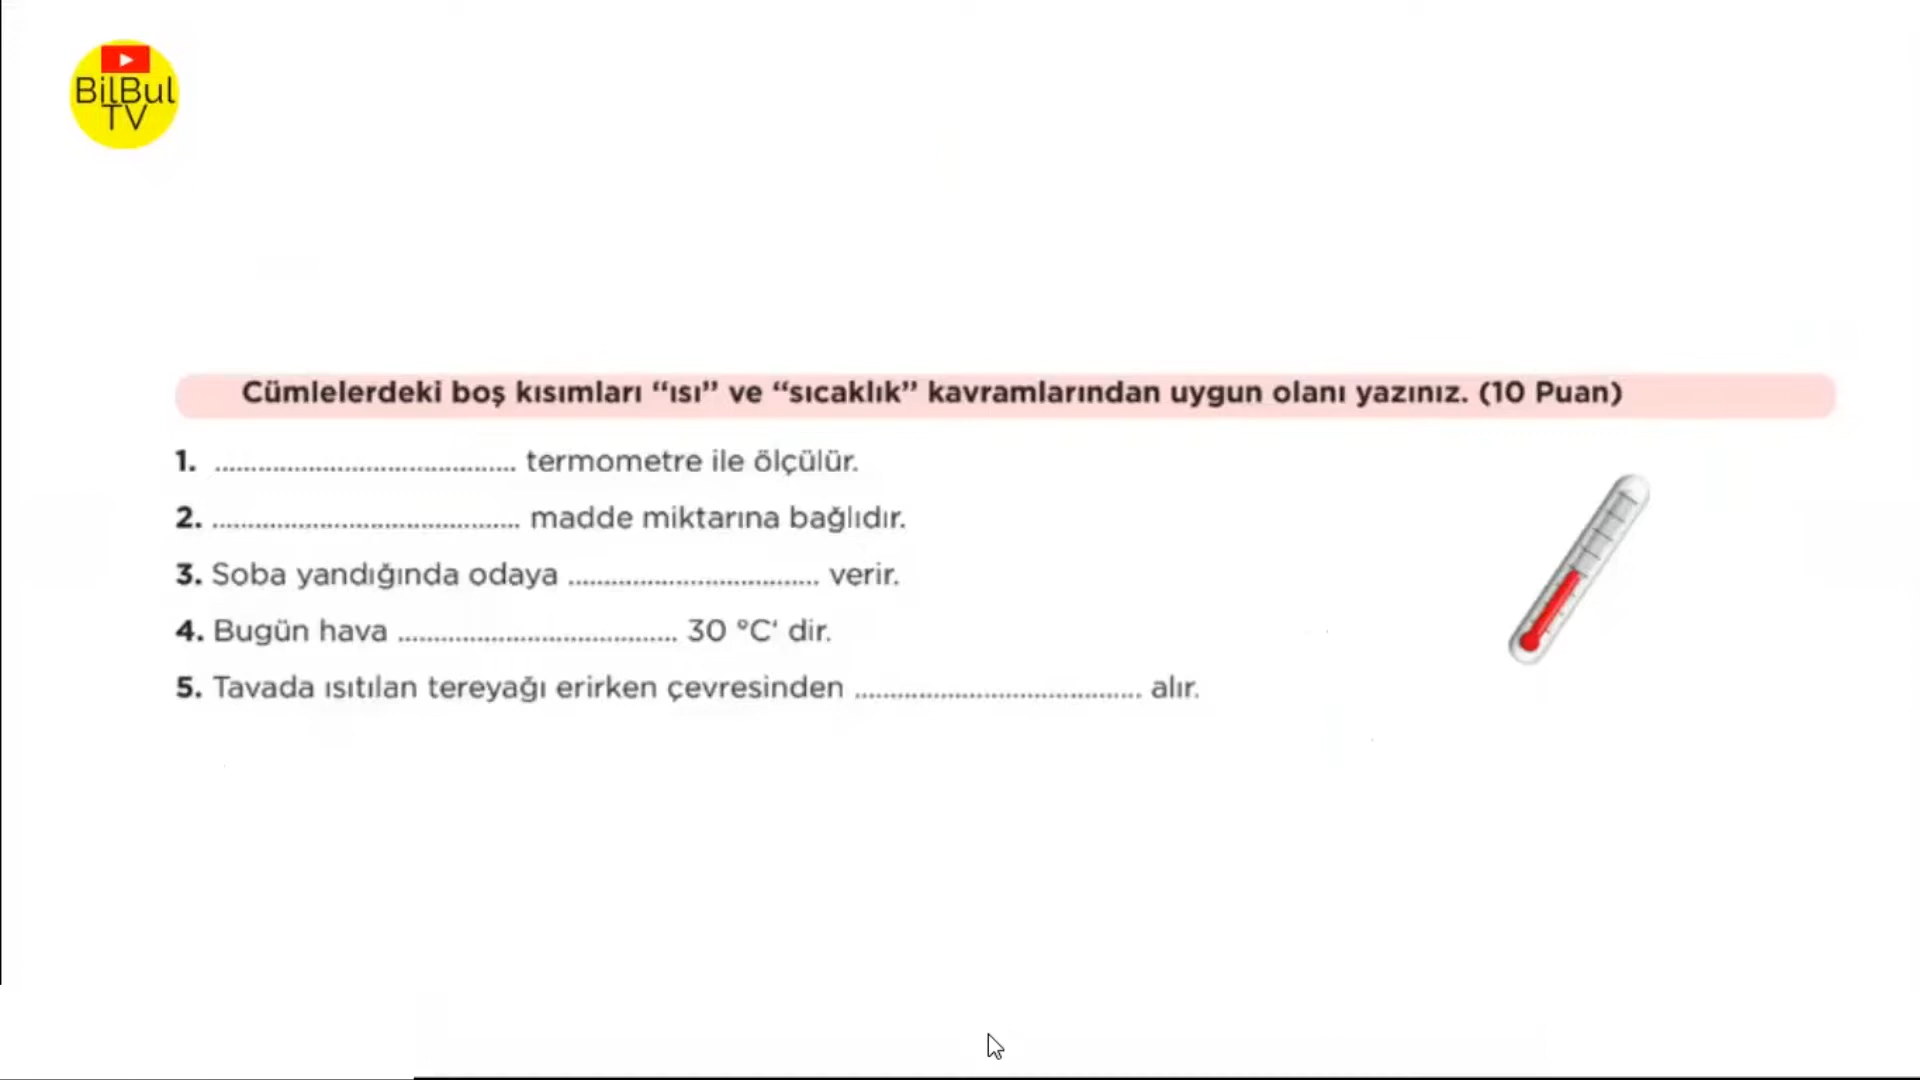 BilBul
TV
Cümlelerdeki boş kısımları “ısı” ve “sıcaklık” kavramlarından uygun olanı yazınız. (10 Puan)
1. .......................................... termometre ile ölçülür.
2. ........................................... madde miktarına bağlıdır.
3. Soba yandığında odaya ................................... verir.
4. Bugün hava ....................................... 30 °C‘ dir.
5. Tavada ısıtılan tereyağı erirken çevresinden ........................................ alır.